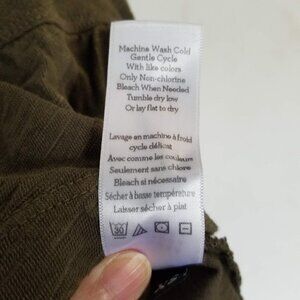 Machine Wash Cold
Gentle Cycle
With like colors
Only Non-chlorine
Bleach When Needed
Tumble dry low
Or lay flat to dry
Lavage en machine à froid
cycle délicat
Avec comme les couleurs
Seulement sans chlore
Bleach si nécessaire
Sécher à basse température
Laisser sécher à plat
30